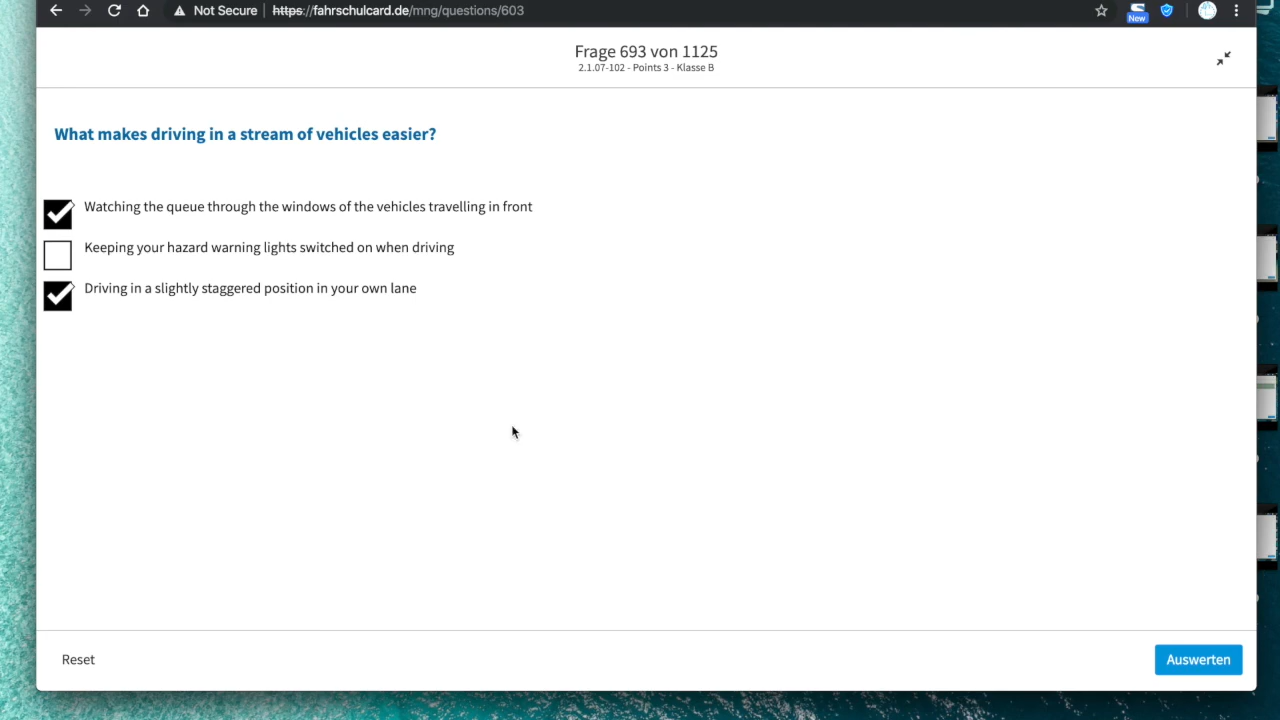 Not Secure
https://fahrschulcard.de/mng/questions/603
New
Frage 693 von 1125
2.1.07-102 - Points 3 - Klasse B
What makes driving in a stream of vehicles easier?
Watching the queue through the windows of the vehicles travelling in front
Keeping your hazard warning lights switched on when driving
Driving in a slightly staggered position in your own lane
Reset
Auswerten